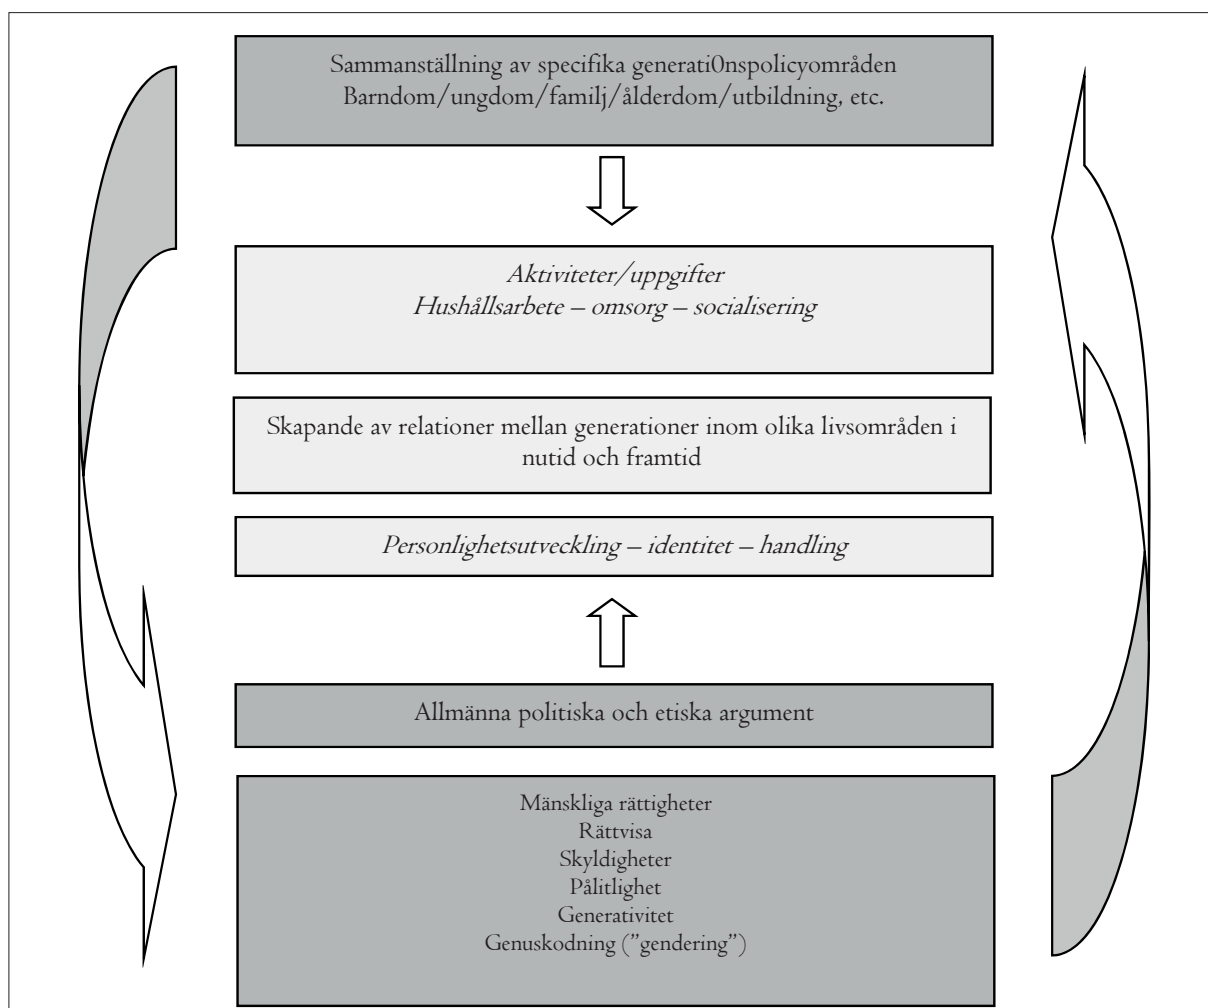 Sammanställning av specifika generati0nspolicyområden
Barndom/ungdom/familj/ålderdom/utbildning, etc.
Aktiviteter/uppgifter
Hushållsarbete – omsorg – socialisering
Skapande av relationer mellan generationer inom olika livsområden i
nutid och framtid
Personlighetsutveckling – identitet – handling
Allmänna politiska och etiska argument
Mänskliga rättigheter
Rättvisa
Skyldigheter
Pålitlighet
Generativitet
Genuskodning (”gendering”)